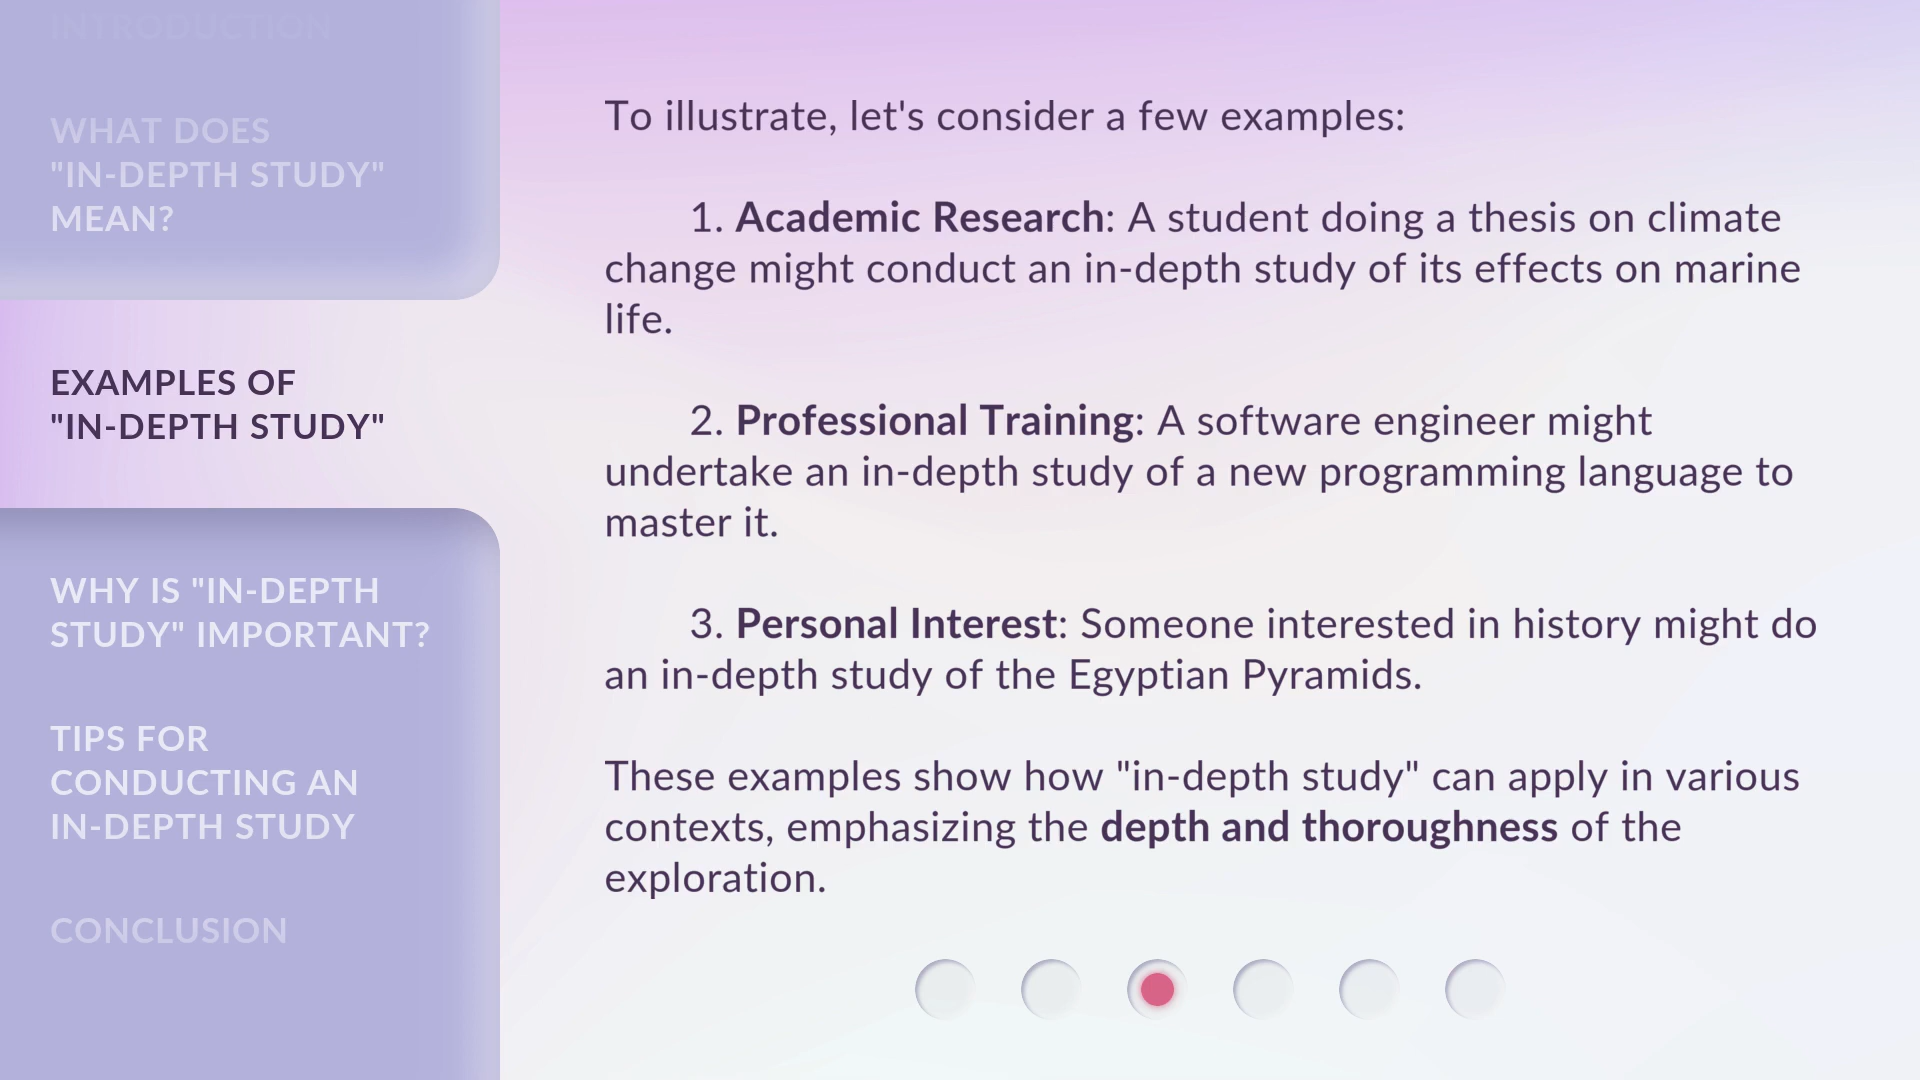 INTRODUCTION
WHAT DOES
"IN-DEPTH STUDY"
MEAN?
EXAMPLES OF
"IN-DEPTH STUDY"
WHY IS "IN-DEPTH
STUDY" IMPORTANT?
TIPS FOR
CONDUCTING AN
IN-DEPTH STUDY
CONCLUSION
To illustrate, let's consider a few examples:
1. Academic Research: A student doing a thesis on climate
change might conduct an in-depth study of its effects on marine
life.
2. Professional Training: A software engineer might
undertake an in-depth study of a new programming language to
master it.
3. Personal Interest: Someone interested in history might do
an in-depth study of the Egyptian Pyramids.
These examples show how "in-depth study" can apply in various
contexts, emphasizing the depth and thoroughness of the
exploration.